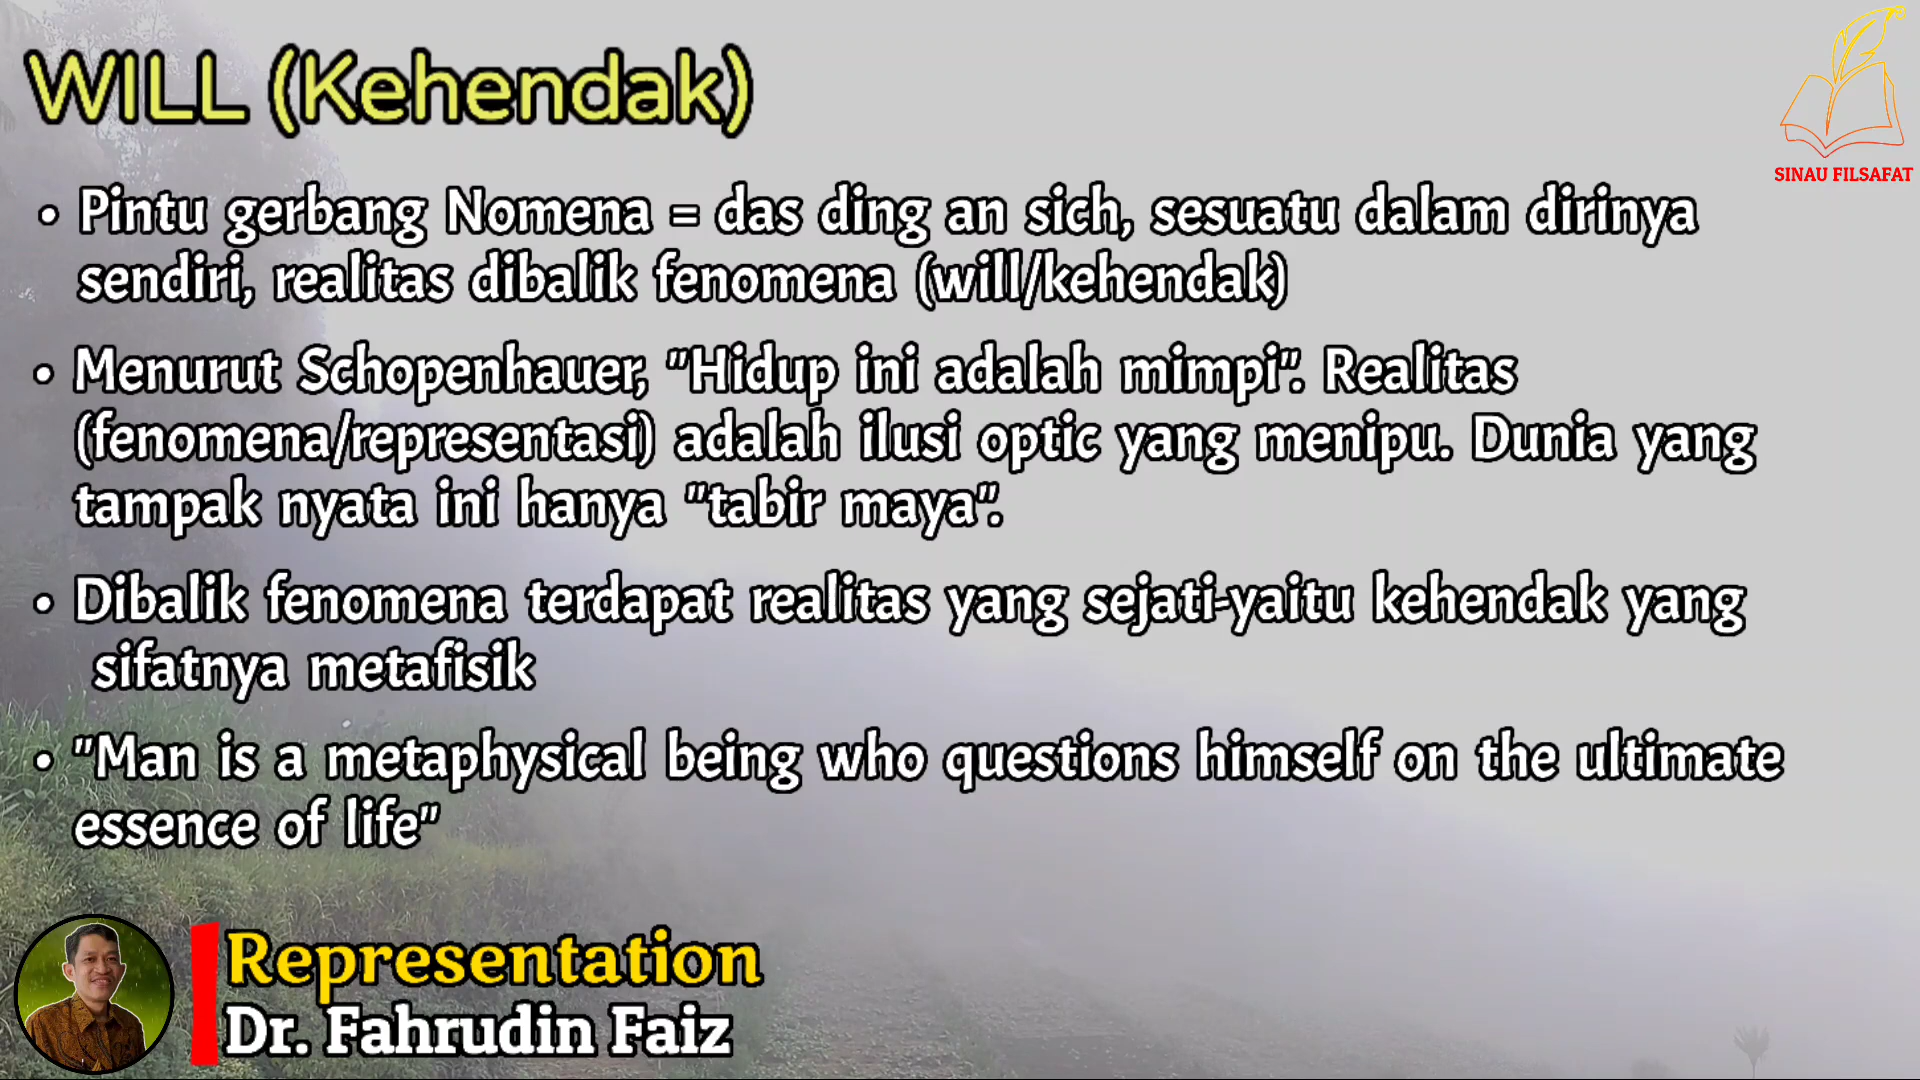 WILL (Kehendak)
SINAU FILSAFAT
• Pintu gerbang Nomena = das ding an sich, sesuatu dalam dirinya
sendiri, realitas dibalik fenomena (will/kehendak)
• Menurut Schopenhauer, "Hidup ini adalah mimpi". Realitas
(fenomena/representasi) adalah ilusi optic yang menipu. Dunia yang
tampak nyata ini hanya "tabir maya".
• Dibalik fenomena terdapat realitas yang sejati-yaitu kehendak yang
sifatnya metafisik
• "Man is a metaphysical being who questions himself on the ultimate
essence of life"
Representation
Dr. Fahrudin Faiz